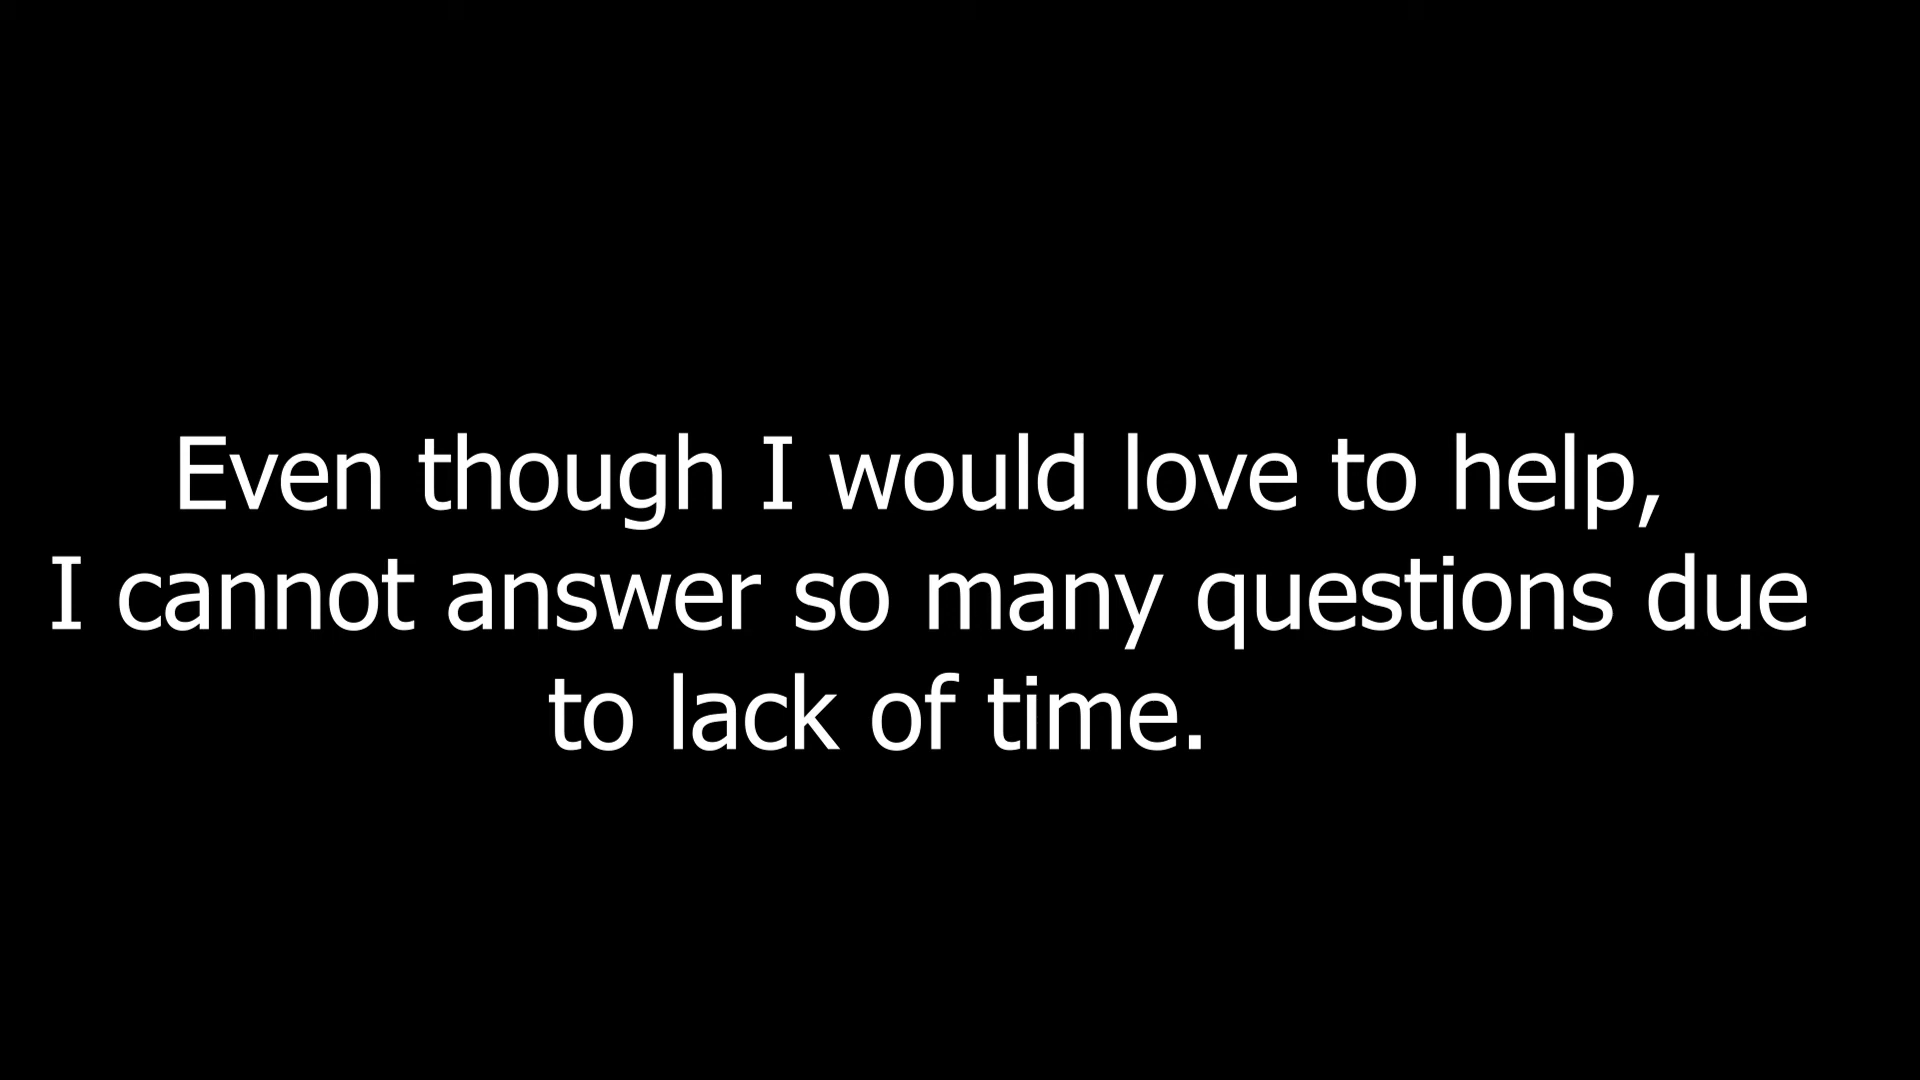 Even though I would love to help,
I cannot answer so many questions due
to lack of time.